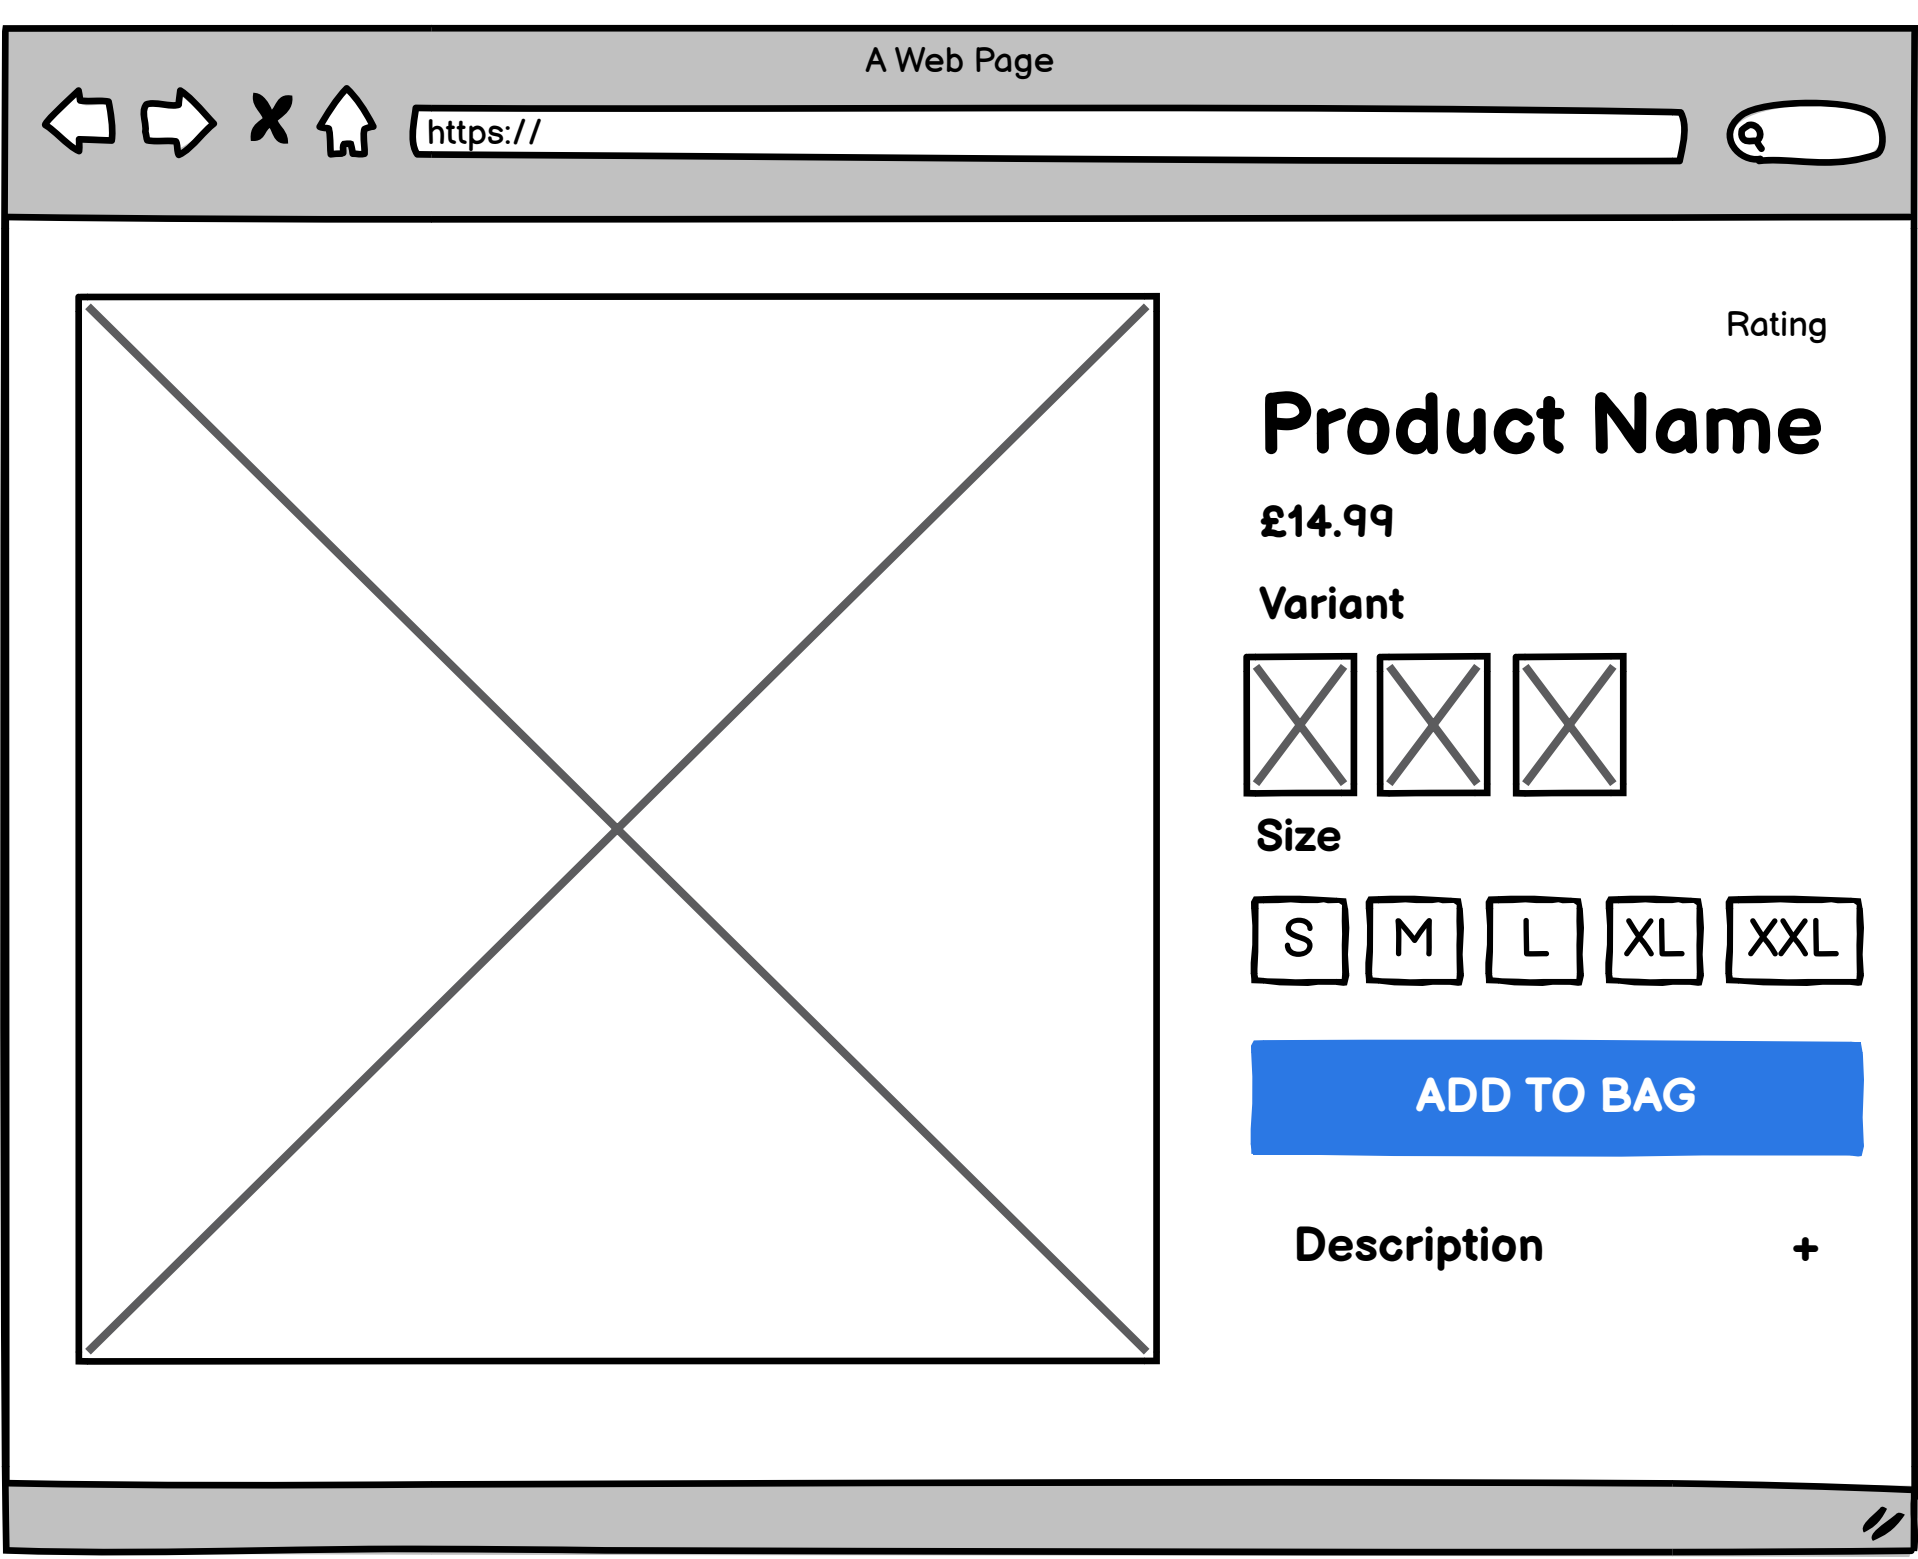 A Web Page
https://
Rating
Product Name
£14.99
Variant
Size
S M L XL XXL
ADD TO BAG
Description +